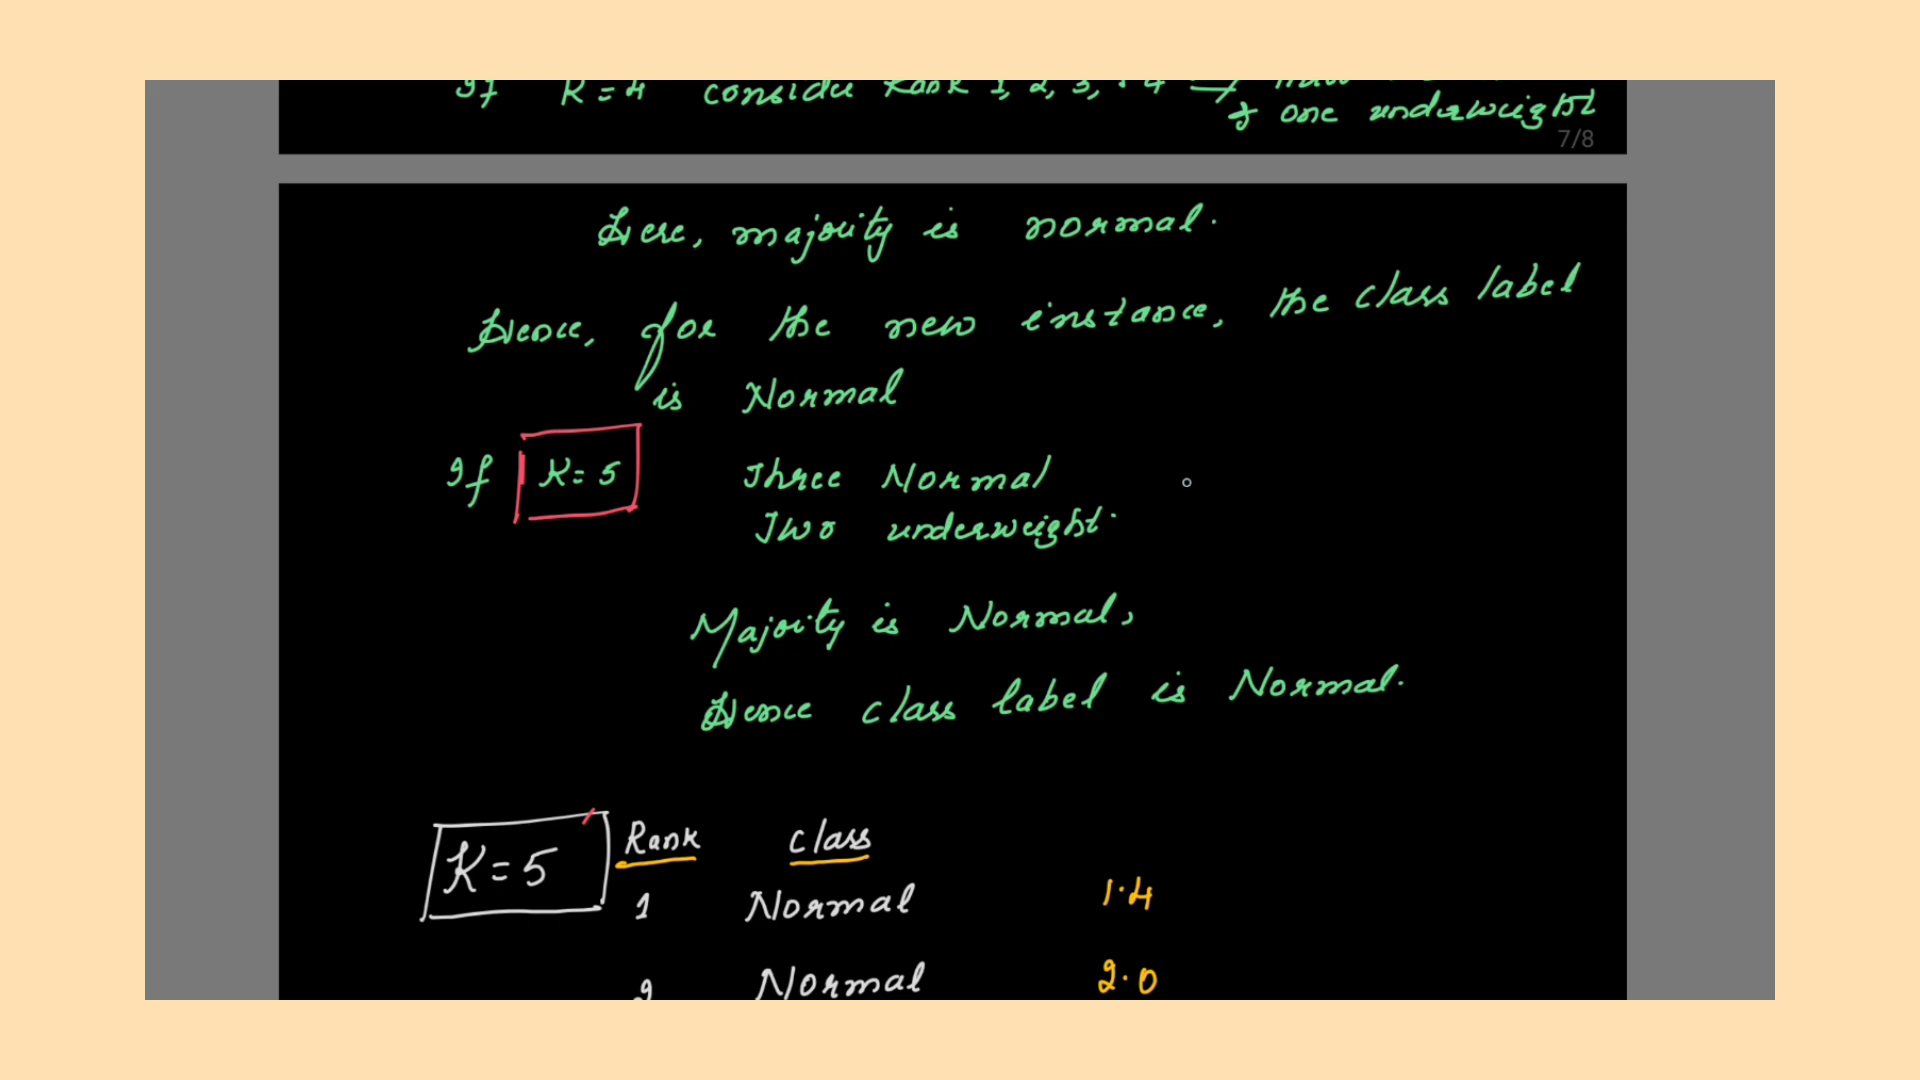 If K = 4 consider Rank 1, 2, 3, 4 →
& one underweight
7/8
Here, majority is normal.
Hence, for the new instance, the class label
is Normal
If K = 5 Three Normal
Two underweight.
Majority is Normal,
Hence class label is Normal.
K = 5 Rank class
1 Normal 1.4
2 Normal 2.0